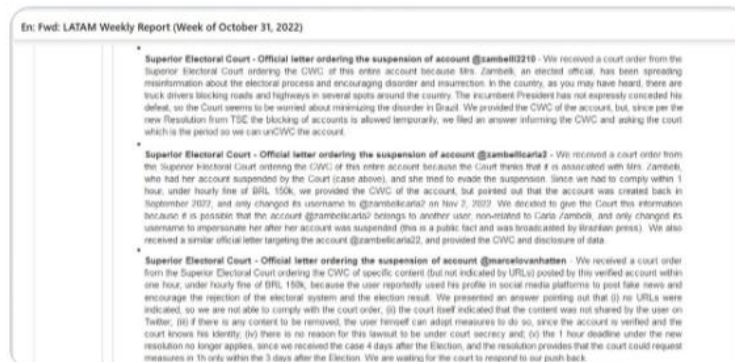 En: Fwd: LATAM Weekly Report (Week of October 31, 2022)
Superior Electoral Court - Official letter ordering the suspension of account @zambelli2210 - We received a court order from the
Superior Electoral Court ordering the CWC of this entire account because Mrs. Zambelli, an elected official, has been spreading
misinformation about the electoral process and encouraging disorder and insurrection. In the country, as you may have heard, there are
truck drivers blocking roads and highways in several spots around the country. The incumbent President has not expressly conceded his
defeat, so the Court seems to be worried about minimizing the disorder in Brazil. We provided the CWC of the account, but, since per the
new Resolution from TSE the blocking of accounts is allowed temporarily, we filed an answer informing the CWC and asking the court
which is the period so we can unCWC the account.
Superior Electoral Court - Official letter ordering the suspension of account @zambellicarla2 - We received a court order from
the Superior Electoral Court ordering the CWC of this entire account because the Court thinks that it is associated with Mrs. Zambelli,
who had her account suspended by the Court (case above), and she tried to evade the suspension. Since we had to comply within 1
hour, under hourly fine of BRL 150k, we provided the CWC of the account, but pointed out that the account was created back in
September 2022, and only changed its username to @zambellicarla2 on Nov 2, 2022. We decided to give the Court this information
because it is possible that the account @zambellicarla2 belongs to another user, non-related to Carla Zambelli, and only changed its
username to impersonate her after her account was suspended (this is a public fact and was broadcasted by Brazilian press). We also
received a similar official letter targeting the account @zambellicarla22, and provided the CWC and disclosure of data.
Superior Electoral Court - Official letter ordering the suspension of account @marcelovanhatten - We received a court order
from the Superior Electoral Court ordering the CWC of specific content (but not indicated by URLs) posted by this verified account within
one hour, under hourly fine of BRL 150k, because the user reportedly used his profile in social media platforms to post fake news and
encourage the rejection of the electoral system and the election result. We presented an answer pointing out that (i) no URLs were
indicated, so we are not able to comply with the court order, (ii) the court itself indicated that the content was not shared by the user on
Twitter; (iii) if there is any content to be removed, the user himself can adopt measures to do so, since the account is verified and the
court knows his identity; (iv) there is no reason for this lawsuit to be under court secrecy and; (v) the 1 hour deadline under the new
resolution no longer applies, since we received the case 4 days after the Election, and the resolution provides that the court could request
measures in 1h only within the 3 days after the Election. We are waiting for the court to respond to our push back.